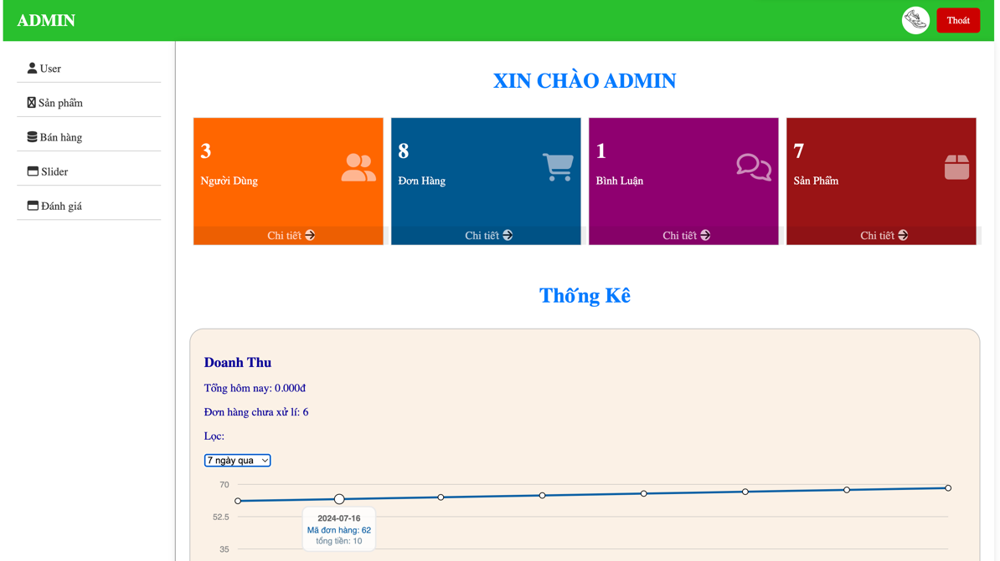 ADMIN
Thoát
User
Sản phẩm
Bán hàng
Slider
Đánh giá
XIN CHÀO ADMIN
3
Người Dùng
Chi tiết
8
Đơn Hàng
Chi tiết
1
Bình Luận
Chi tiết
7
Sản Phẩm
Chi tiết
Thống Kê
Doanh Thu
Tổng hôm nay: 0.000đ
Đơn hàng chưa xử lí: 6
Lọc:
7 ngày qua
70
52.5
35
2024-07-16
Mã đơn hàng: 62
tổng tiền: 10